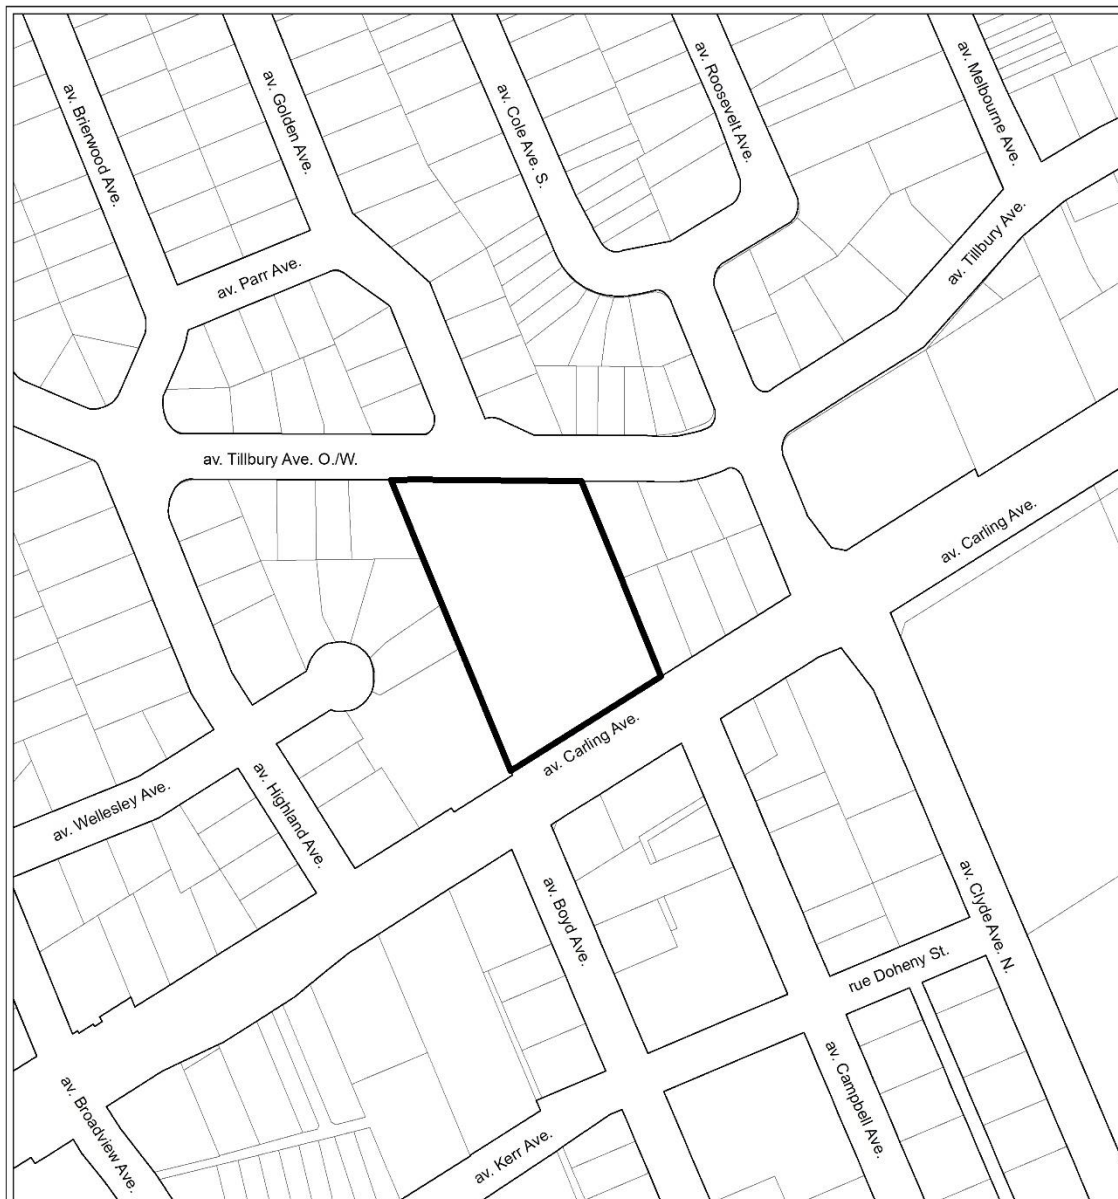 av. Brierwood Ave.
av. Golden Ave.
av. Cole Ave. S.
av. Roosevelt Ave.
av. Melbourne Ave.
av. Parr Ave.
av. Tillbury Ave.
av. Tillbury Ave. O./W.
av. Carling Ave.
av. Carling Ave.
av. Wellesley Ave.
av. Highland Ave.
av. Boyd Ave.
av. Clyde Ave. N.
rue Doheny St.
av. Broadview Ave.
av. Kerr Ave.
av. Campbell Ave.